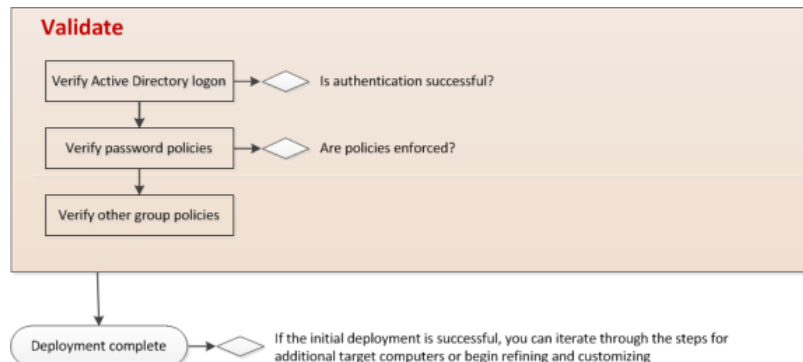 Validate
Verify Active Directory logon
Is authentication successful?
Verify password policies
Are policies enforced?
Verify other group policies
Deployment complete
If the initial deployment is successful, you can iterate through the steps for
additional target computers or begin refining and customizing